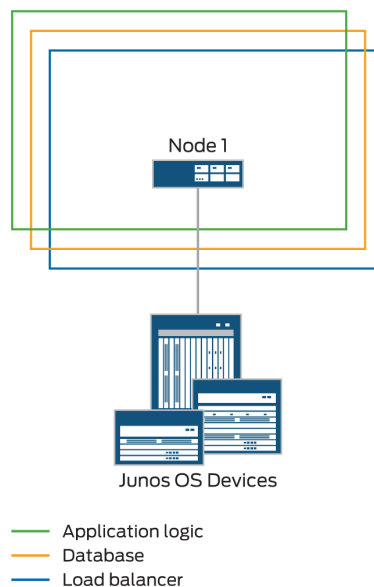 Node 1
Junos OS Devices
Application logic
Database
Load balancer